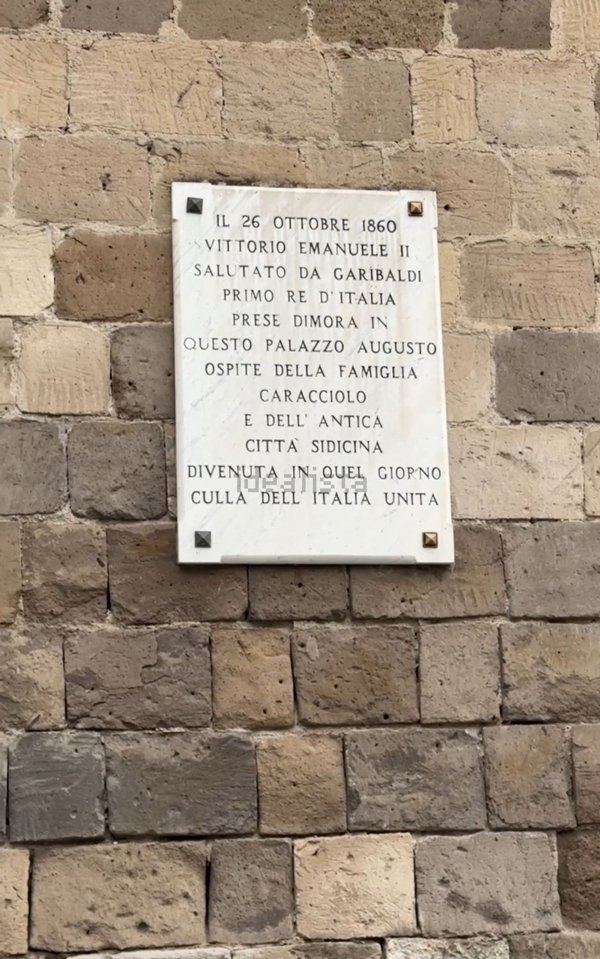 IL 26 OTTOBRE 1860
VITTORIO EMANUELE II
SALUTATO DA GARIBALDI
PRIMO RE D'ITALIA
PRESE DIMORA IN
QUESTO PALAZZO AUGUSTO
OSPITE DELLA FAMIGLIA
CARACCIOLO
E DELL' ANTICA
CITTÀ SIDICINA
DIVENUTA IN QUEL GIORNO
idealista
CULLA DELL'ITALIA UNITA